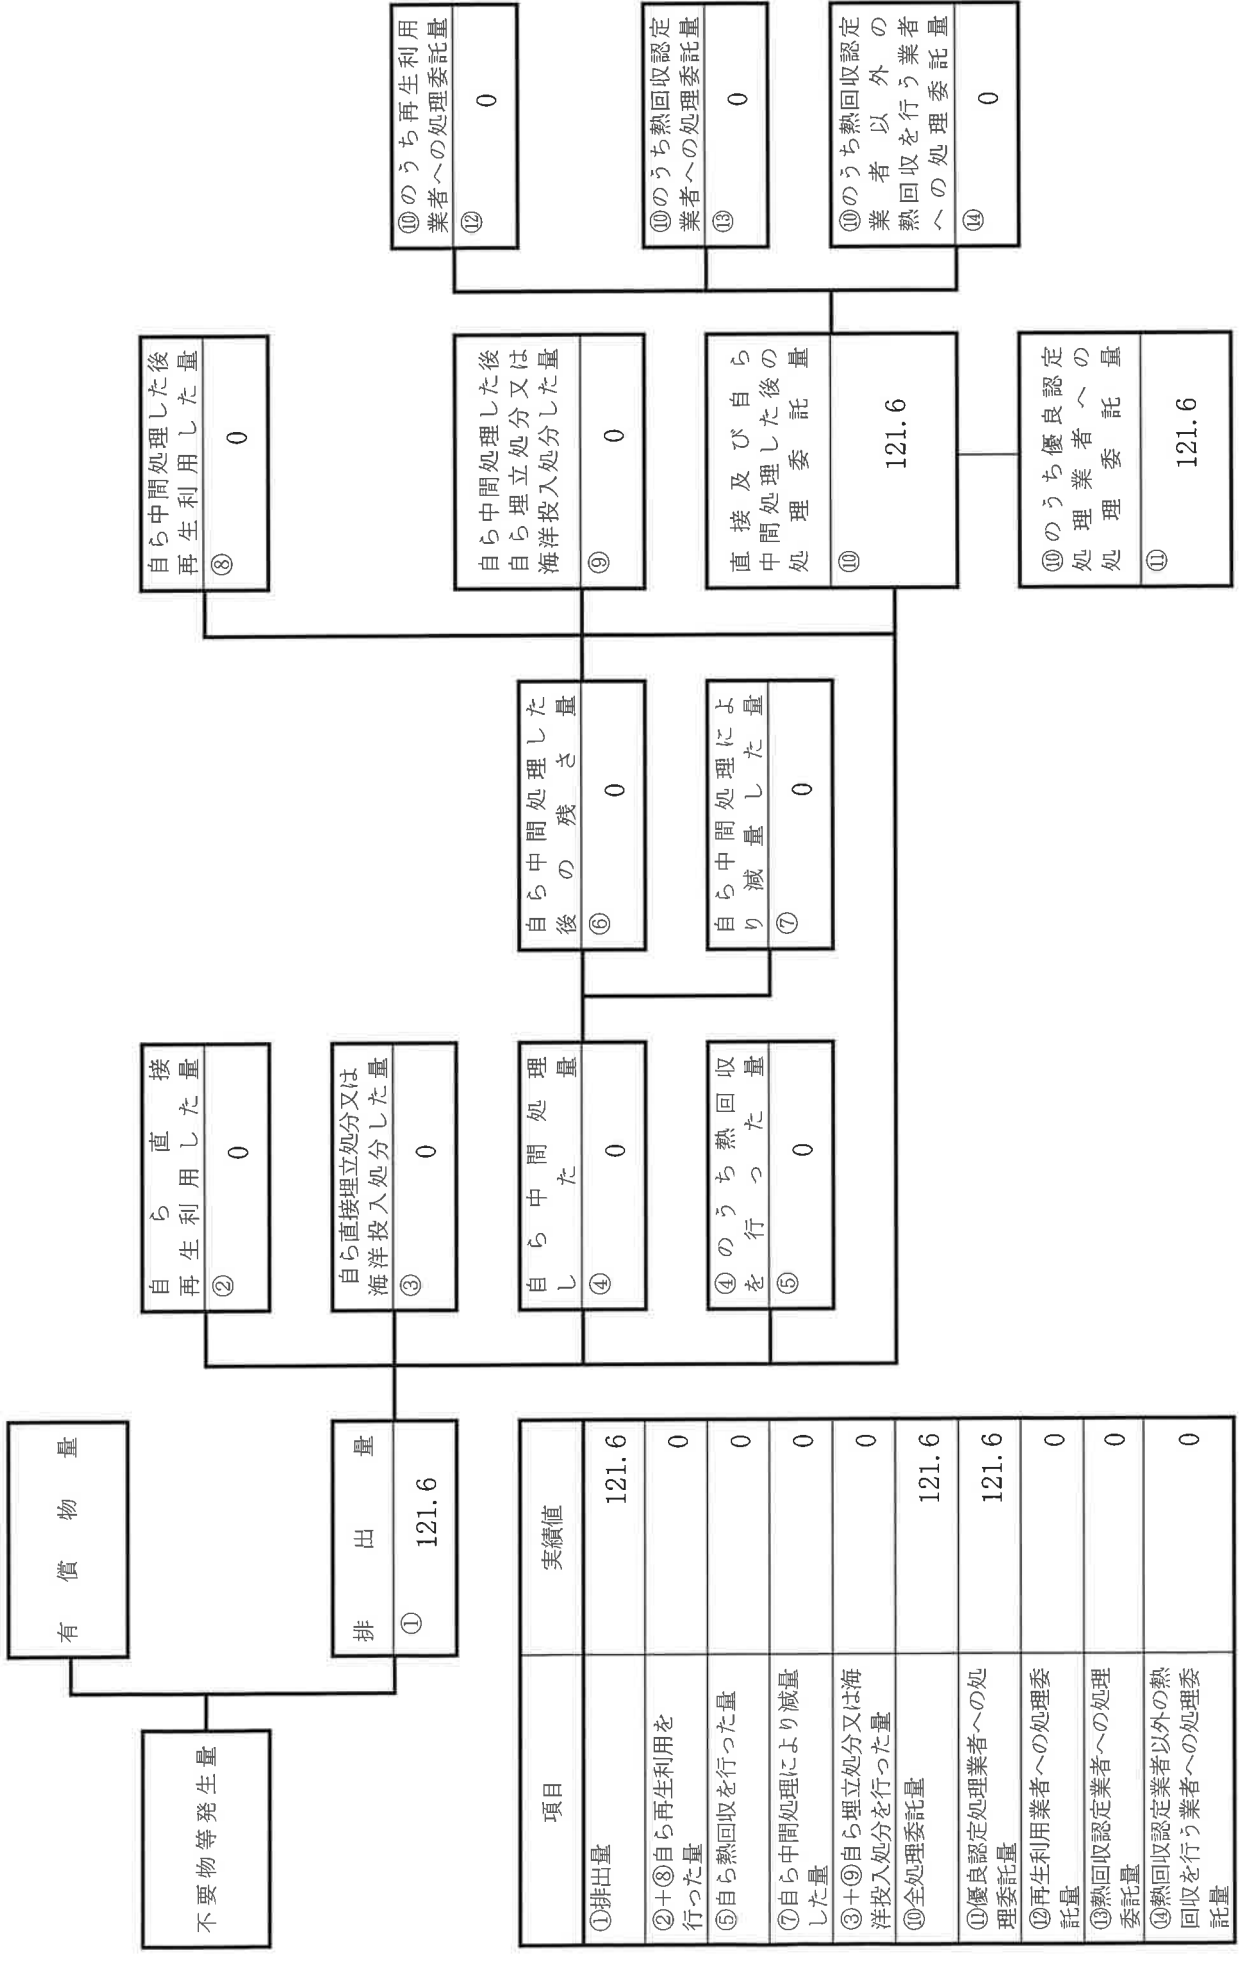 不要物等発生量
有償物量
排出量
①
121.6
自ら直接
再生利用した量
②
0
自ら直接埋立処分又は
海洋投入処分した量
③
0
自ら中間処理
した量
④
0
④のうち熱回収
を行った量
⑤
0
自ら中間処理した
後の残さ量
⑥
0
自ら中間処理によ
り減量した量
⑦
0
自ら中間処理した後
再生利用した量
⑧
0
自ら中間処理した後
自ら埋立処分又は
海洋投入処分した量
⑨
0
直接及び自ら
中間処理した後の
処理委託量
⑩
121.6
⑩のうち優良認定
処理業者への
処理委託量
⑪
121.6
⑩のうち再生利用
業者への処理委託量
⑫
0
⑩のうち熱回収認定
業者への処理委託量
⑬
0
⑩のうち熱回収認定
業者以外の
熱回収を行う業者
への処理委託量
⑭
0
項目
実績値
①排出量
121.6
②+⑧自ら再生利用を
行った量
0
⑤自ら熱回収を行った量
0
⑦自ら中間処理により減量
した量
0
③+⑨自ら埋立処分又は海
洋投入処分を行った量
0
⑩全処理委託量
121.6
⑪優良認定処理業者への処
理委託量
121.6
⑫再生利用業者への処理委
託量
0
⑬熱回収認定業者への処理
委託量
0
⑭熱回収認定業者以外の熱
回収を行う業者への処理委
託量
0